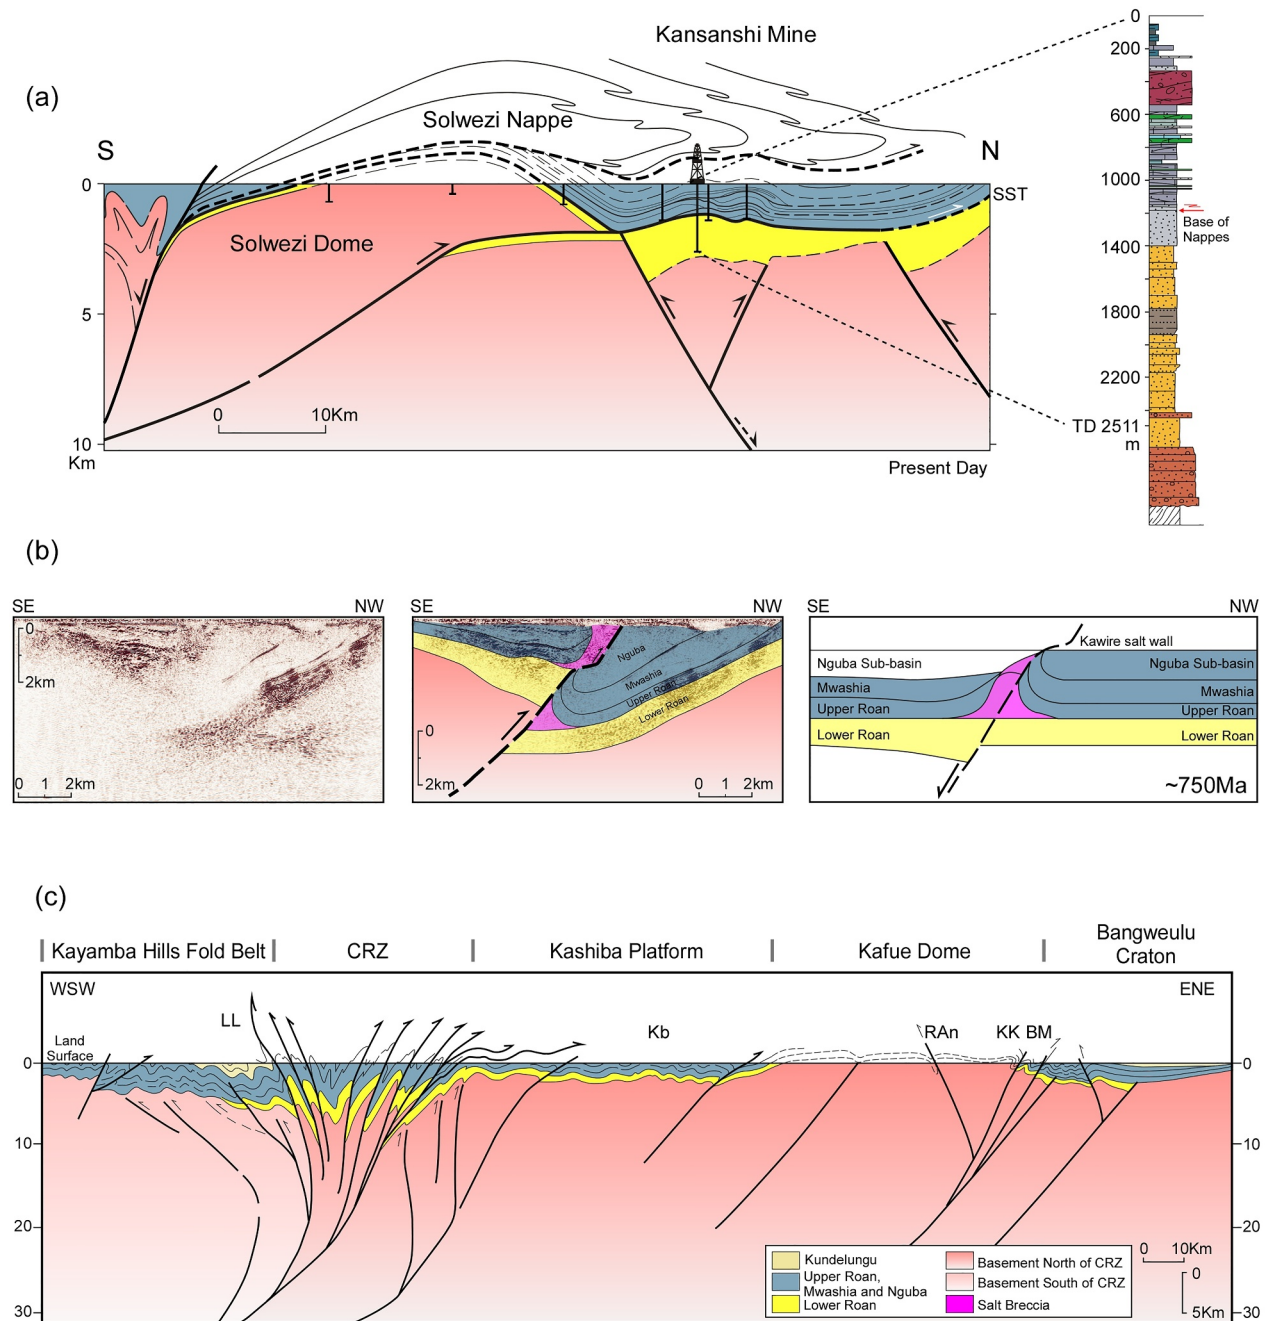 (a)
Kansanshi Mine
Solwezi Nappe
S
N
0
SST
Solwezi Dome
5
0 10Km
10
Km
Present Day
0
200
600
1000
Base of
Nappes
1400
1800
2200
TD 2511
m
(b)
SE NW
0
2km
0 1 2km
SE NW
Nguba
Mwashia
Upper Roan
Lower Roan
0
2km
0 1 2km
SE NW
Kawire salt wall
Nguba Sub-basin
Nguba Sub-basin
Mwashia
Mwashia
Upper Roan
Upper Roan
Lower Roan
Lower Roan
~750Ma
(c)
Kayamba Hills Fold Belt
CRZ
Kashiba Platform
Kafue Dome
Bangweulu
Craton
WSW
ENE
LL
Land
Surface
Kb
RAn
KK BM
0
0
10
10
20
20
30
30
Kundelungu
Upper Roan,
Mwashia and Nguba
Lower Roan
Basement North of CRZ
Basement South of CRZ
Salt Breccia
0 10Km
0
5Km